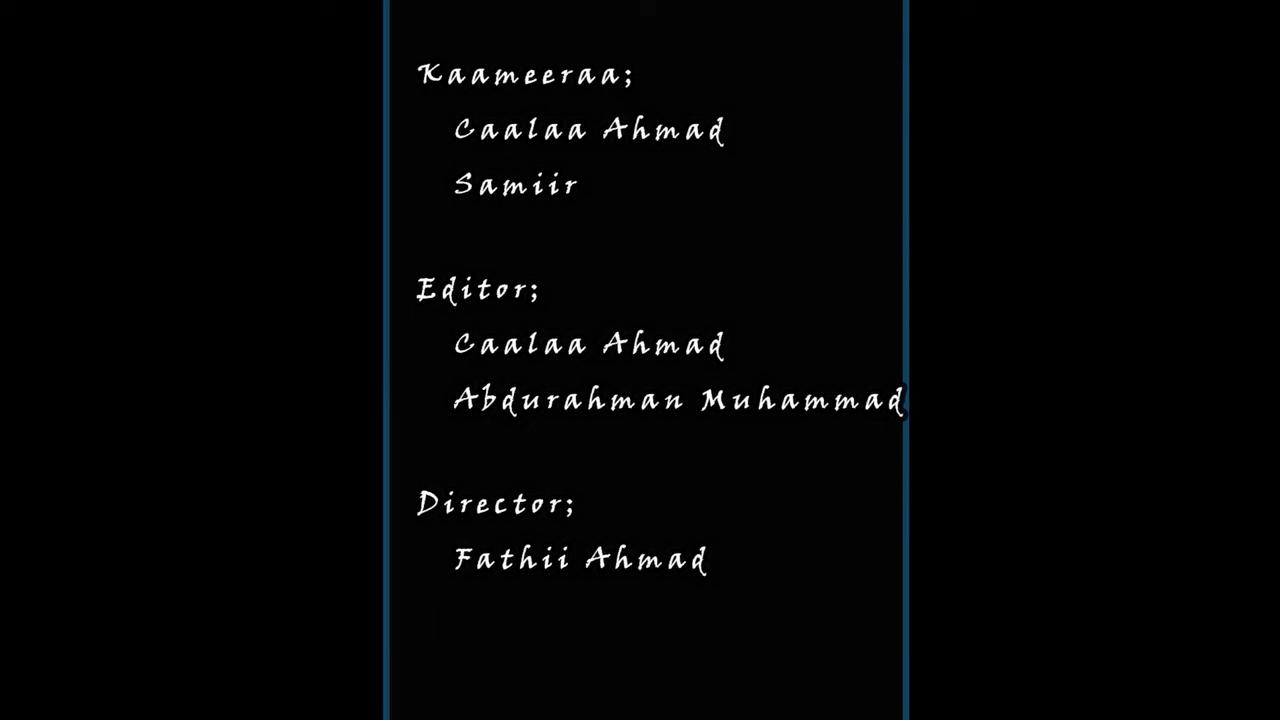 Kaameeraa;
Caalaa Ahmad
Samiir
Editor;
Caalaa Ahmad
Abdurahman Muhammad
Director;
Fathii Ahmad